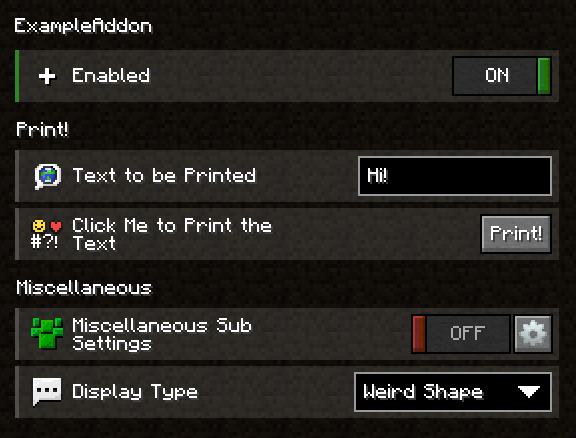 ExampleAddon
Enabled
ON
Print!
Text to be Printed
Hi!
Click Me to Print the
Text
#?!
Print!
Miscellaneous
Miscellaneous Sub
Settings
OFF
Display Type
Weird Shape